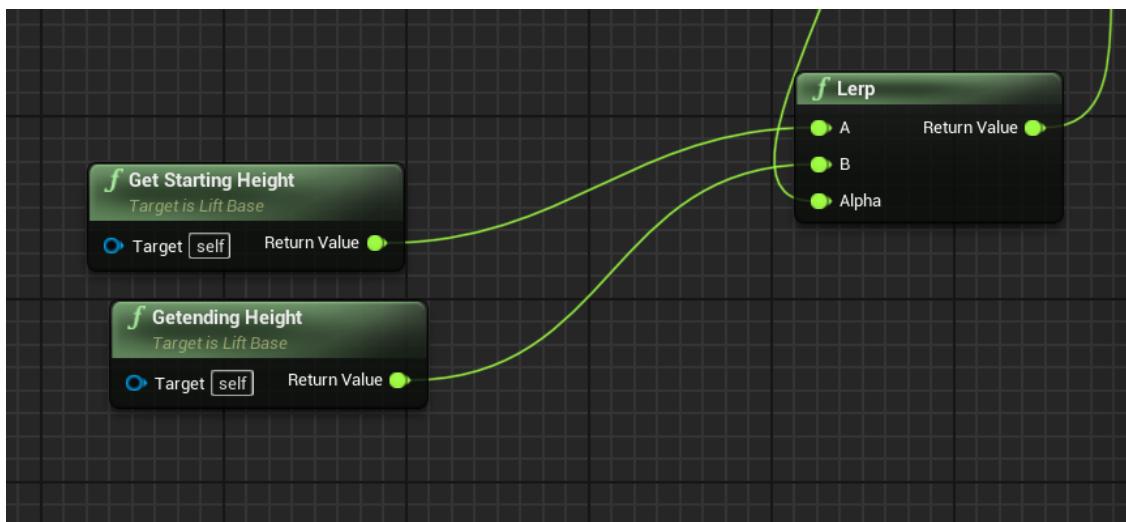 f Lerp
A Return Value
B
Alpha
f Get Starting Height
Target is Lift Base
Target self Return Value
f Getending Height
Target is Lift Base
Target self Return Value